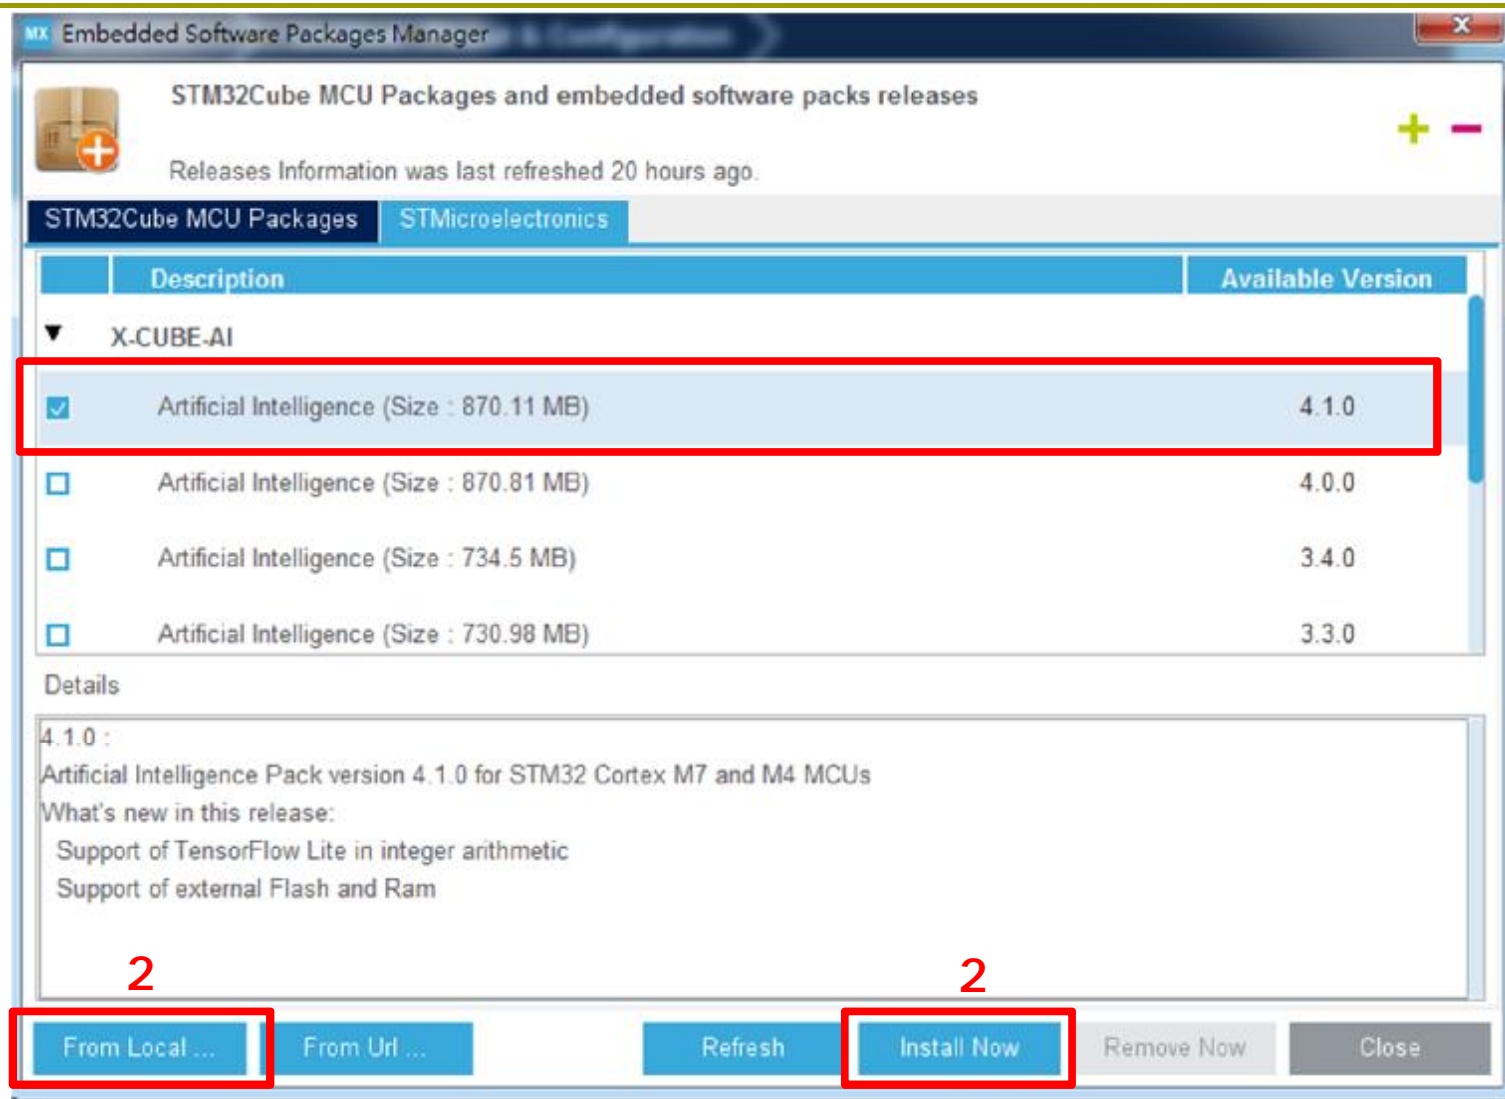 MX Embedded Software Packages Manager
& Configuration
STM32Cube MCU Packages and embedded software packs releases
Releases Information was last refreshed 20 hours ago.
STM32Cube MCU Packages STMicroelectronics
Description Available Version
X-CUBE-AI
Artificial Intelligence (Size : 870.11 MB) 4.1.0
Artificial Intelligence (Size : 870.81 MB) 4.0.0
Artificial Intelligence (Size : 734.5 MB) 3.4.0
Artificial Intelligence (Size : 730.98 MB) 3.3.0
Details
4.1.0 :
Artificial Intelligence Pack version 4.1.0 for STM32 Cortex M7 and M4 MCUs
What's new in this release:
Support of TensorFlow Lite in integer arithmetic
Support of external Flash and Ram
2 2
From Local ... From Url ... Refresh Install Now Remove Now Close